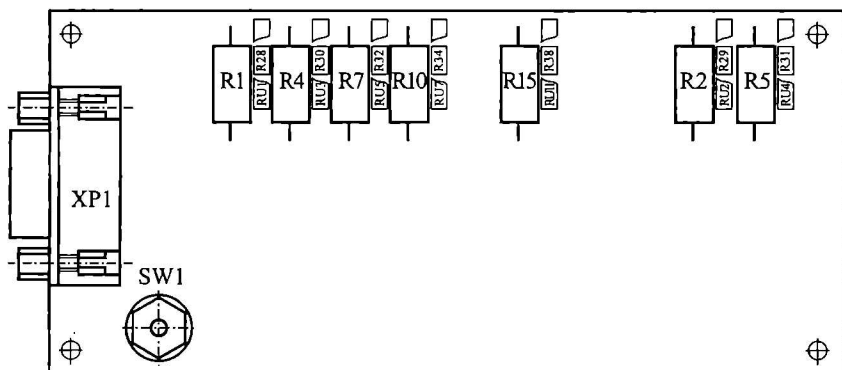 R28 R30 R32 R34 R38 R29 R31
R1 R4 R7 R10 R15 R2 R5
RU1 RU3 RU5 RU7 RU11 RU2 RU4
XP1
SW1